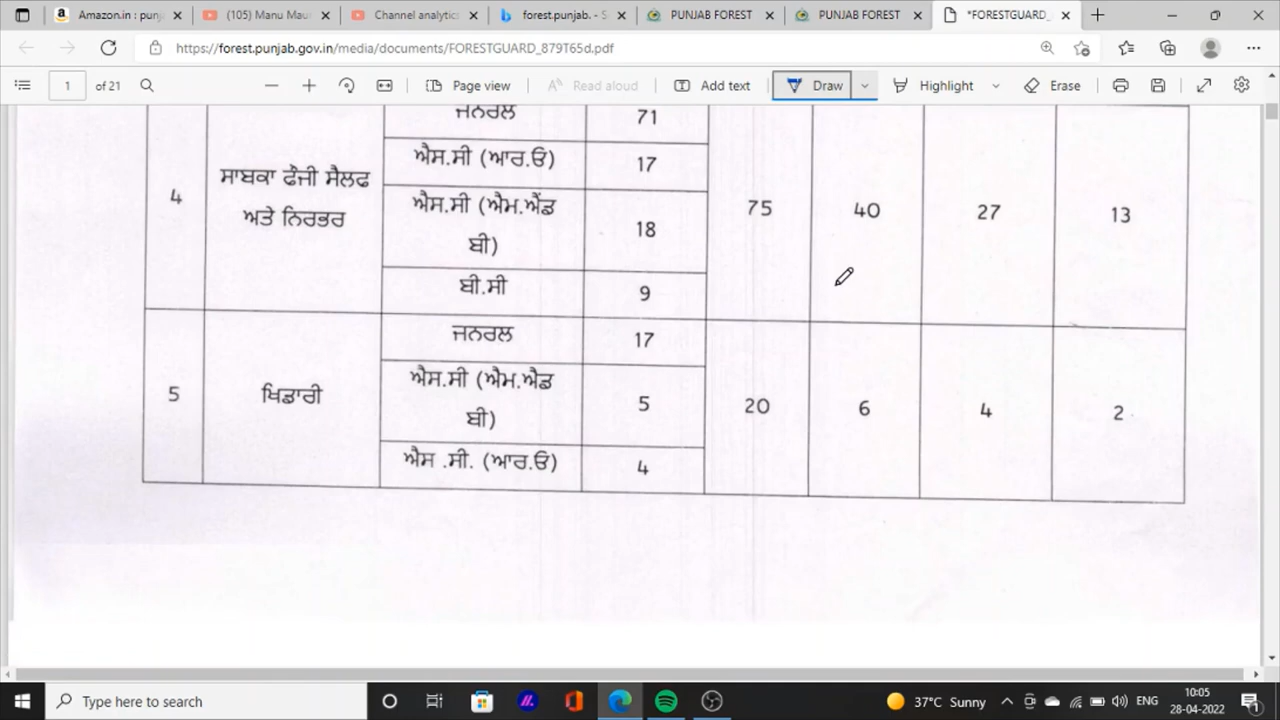 Amazon.in : punj
(105) Manu Mau
Channel analytic
forest.punjab. - S
PUNJAB FOREST
PUNJAB FOREST
*FORESTGUARD_
https://forest.punjab.gov.in/media/documents/FORESTGUARD_879T65d.pdf
1 of 21
Page view
Read aloud
Add text
Draw
Highlight
Erase
ਜਨਰਲ 71
ਐਸ.ਸੀ (ਆਰ.ਓ) 17
4 ਸਾਬਕਾ ਫੌਜੀ ਸੈਲਫ
ਅਤੇ ਨਿਰਭਰ
ਐਸ.ਸੀ (ਐਮ.ਐਂਡ
ਬੀ) 18
75 40 27 13
ਬੀ.ਸੀ 9
ਜਨਰਲ 17
5 ਖਿਡਾਰੀ
ਐਸ.ਸੀ (ਐਮ.ਐਡ
ਬੀ) 5
20 6 4 2
ਐਸ .ਸੀ. (ਆਰ.ਓ) 4
Type here to search
37°C Sunny
ENG
10:05
28-04-2022
1